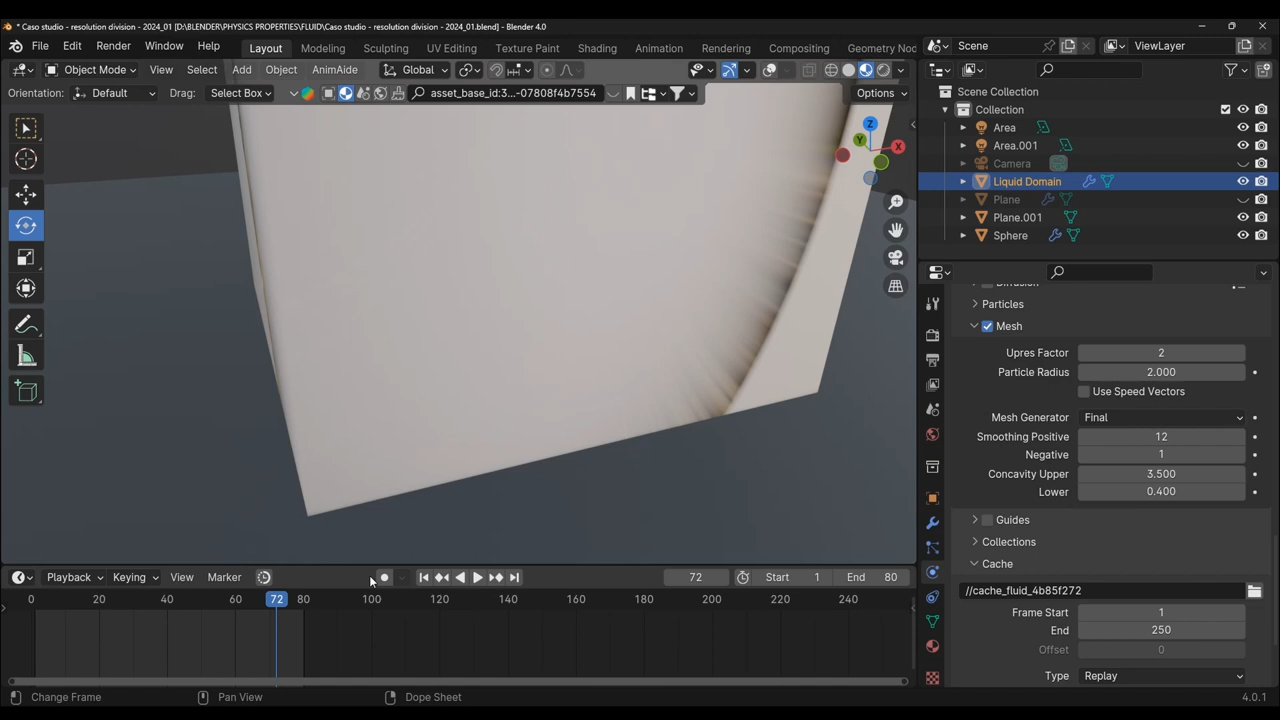 * Caso studio - resolution division - 2024_01 [D:\BLENDER\PHYSICS PROPERTIES\FLUID\Caso studio - resolution division - 2024_01.blend] - Blender 4.0
File Edit Render Window Help Layout Modeling Sculpting UV Editing Texture Paint Shading Animation Rendering Compositing Geometry Nod Scene ViewLayer
Object Mode View Select Add Object AnimAide Global
Orientation: Default Drag: Select Box asset_base_id:3...-07808f4b7554 Options
Scene Collection
Collection
Area
Area.001
Camera
Liquid Domain
Plane
Plane.001
Sphere
Z
Y
X
Particles
Mesh
Upres Factor 2
Particle Radius 2.000
Use Speed Vectors
Mesh Generator Final
Smoothing Positive 12
Negative 1
Concavity Upper 3.500
Lower 0.400
Guides
Collections
Cache
//cache_fluid_4b85f272
Frame Start 1
End 250
Offset 0
Type Replay
Playback Keying View Marker 72 Start 1 End 80
0 20 40 60 72 80 100 120 140 160 180 200 220 240
Change Frame Pan View Dope Sheet 4.0.1